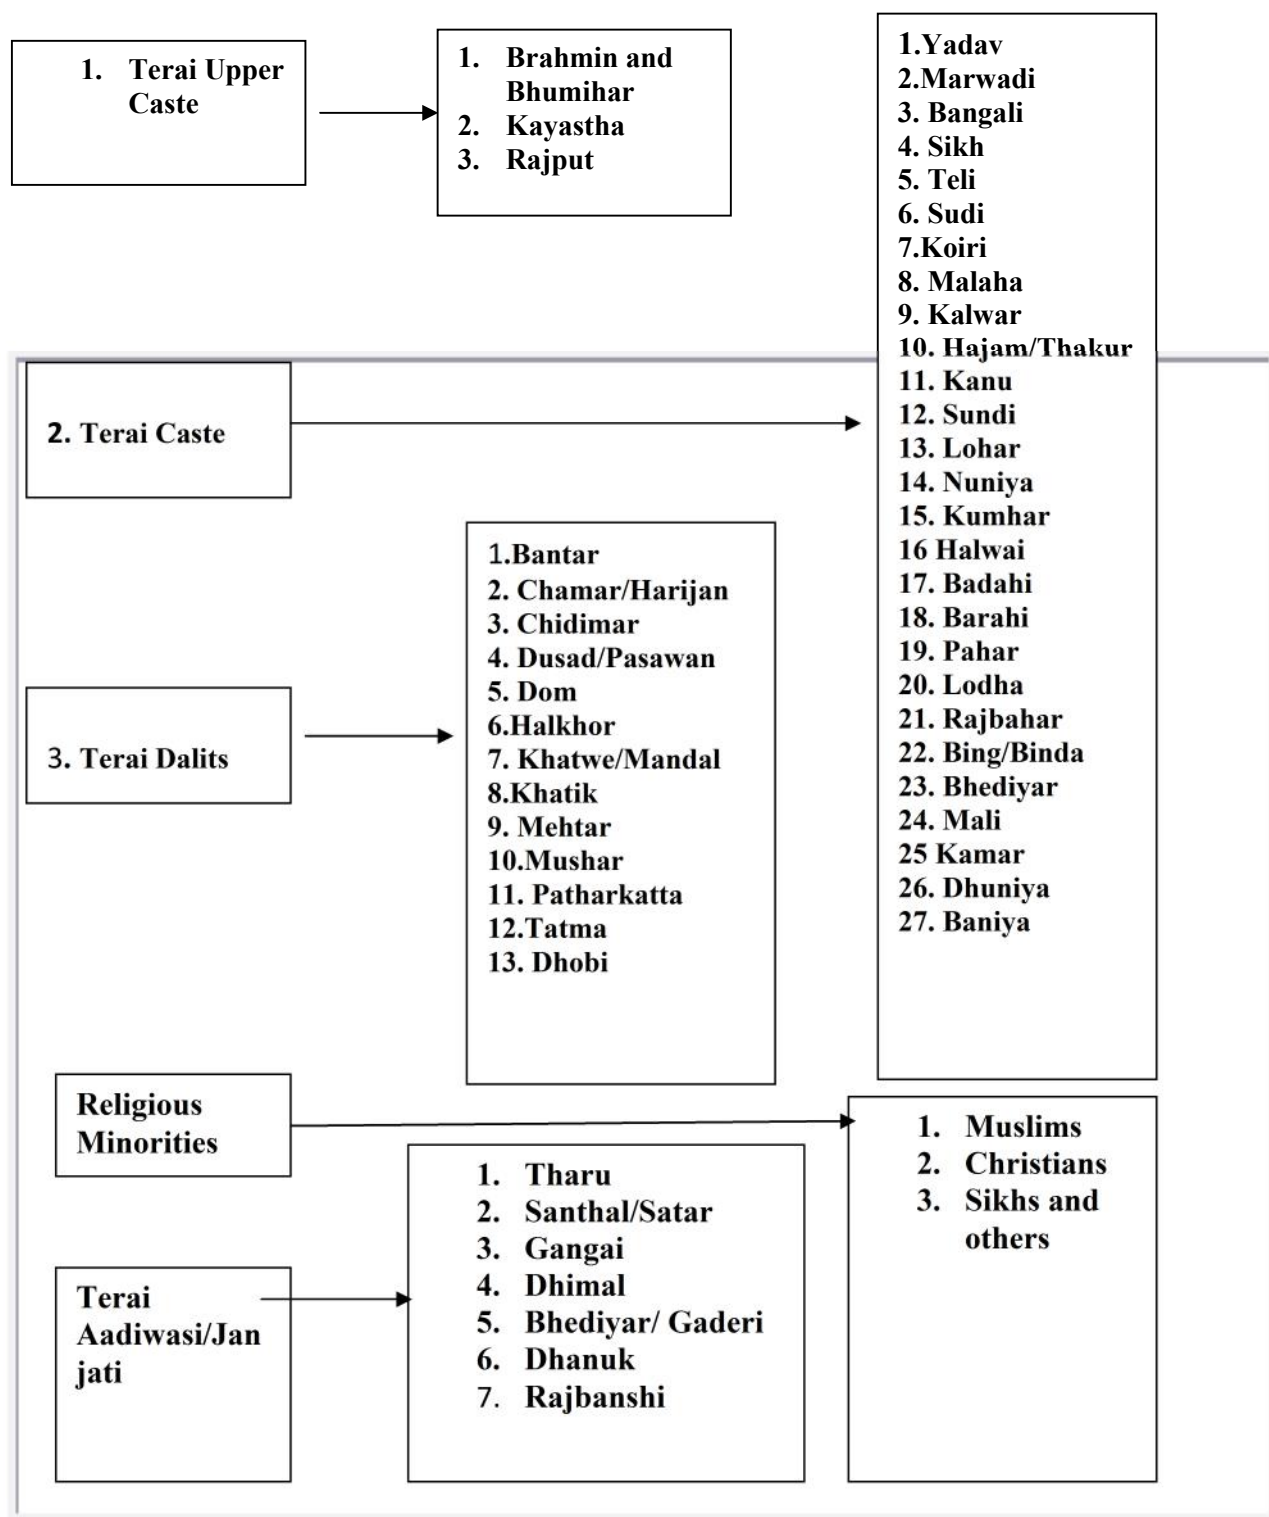 1. Terai Upper
Caste
1. Brahmin and
Bhumihar
2. Kayastha
3. Rajput
1.Yadav
2.Marwadi
3. Bangali
4. Sikh
5. Teli
6. Sudi
7.Koiri
8. Malaha
9. Kalwar
10. Hajam/Thakur
11. Kanu
12. Sundi
13. Lohar
14. Nuniya
15. Kumhar
16 Halwai
17. Badahi
18. Barahi
19. Pahar
20. Lodha
21. Rajbahar
22. Bing/Binda
23. Bhediyar
24. Mali
25 Kamar
26. Dhuniya
27. Baniya
2. Terai Caste
3. Terai Dalits
1.Bantar
2. Chamar/Harijan
3. Chidimar
4. Dusad/Pasawan
5. Dom
6.Halkhor
7. Khatwe/Mandal
8.Khatik
9. Mehtar
10.Mushar
11. Patharkatta
12.Tatma
13. Dhobi
Religious
Minorities
1. Muslims
2. Christians
3. Sikhs and
others
Terai
Aadiwasi/Jan
jati
1. Tharu
2. Santhal/Satar
3. Gangai
4. Dhimal
5. Bhediyar/ Gaderi
6. Dhanuk
7. Rajbanshi